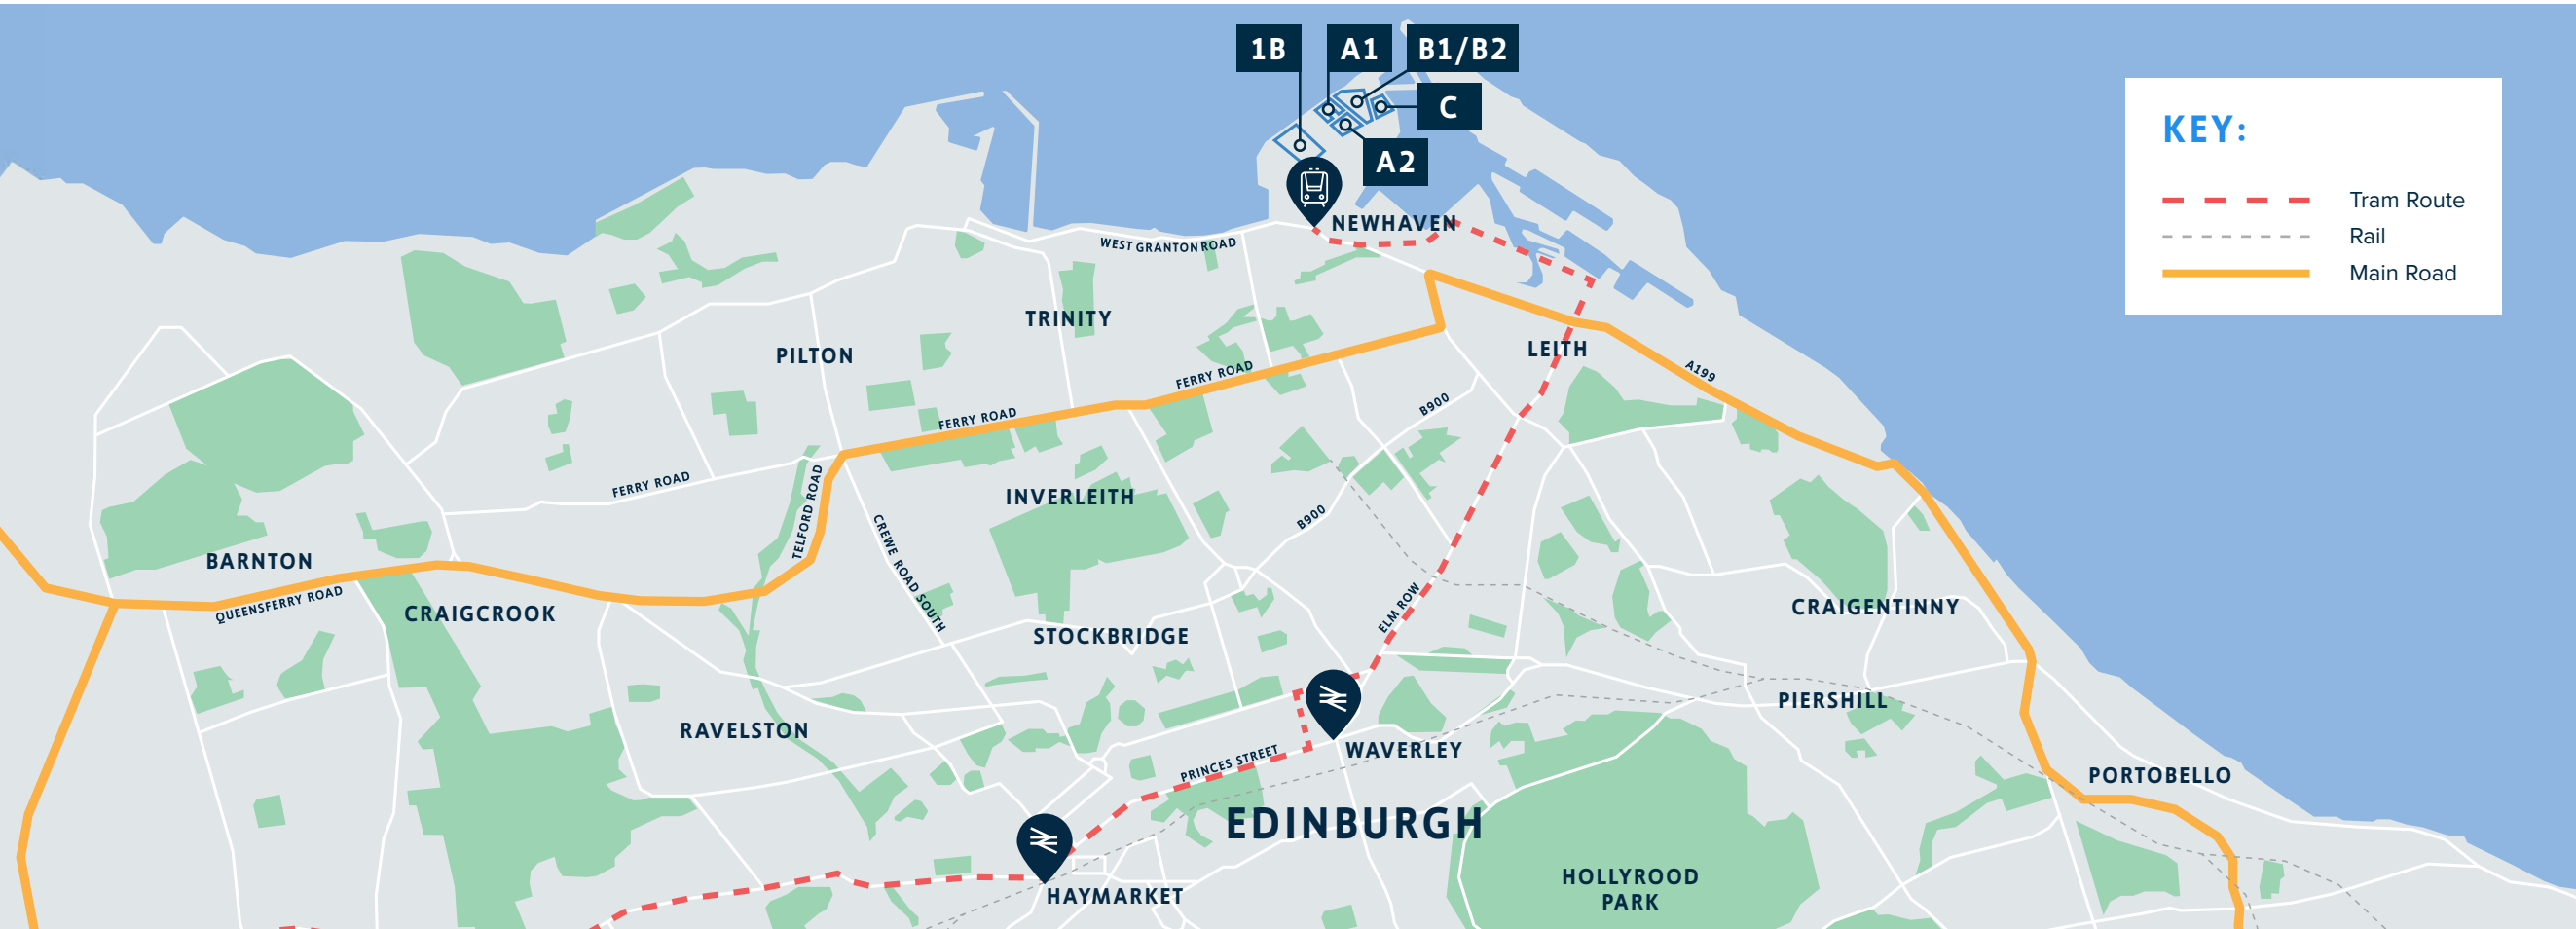 1B
A1
B1/B2
C
A2
KEY:
Tram Route
Rail
Main Road
NEWHAVEN
WEST GRANTON ROAD
TRINITY
PILTON
LEITH
A199
FERRY ROAD
FERRY ROAD
B900
FERRY ROAD
TELFORD ROAD
INVERLEITH
B900
CREWE ROAD SOUTH
BARNTON
QUEENSFERRY ROAD
CRAIGCROOK
ELM ROW
CRAIGENTINNY
STOCKBRIDGE
PIERSHILL
RAVELSTON
WAVERLEY
PRINCES STREET
PORTOBELLO
EDINBURGH
HAYMARKET
HOLLYROOD
PARK